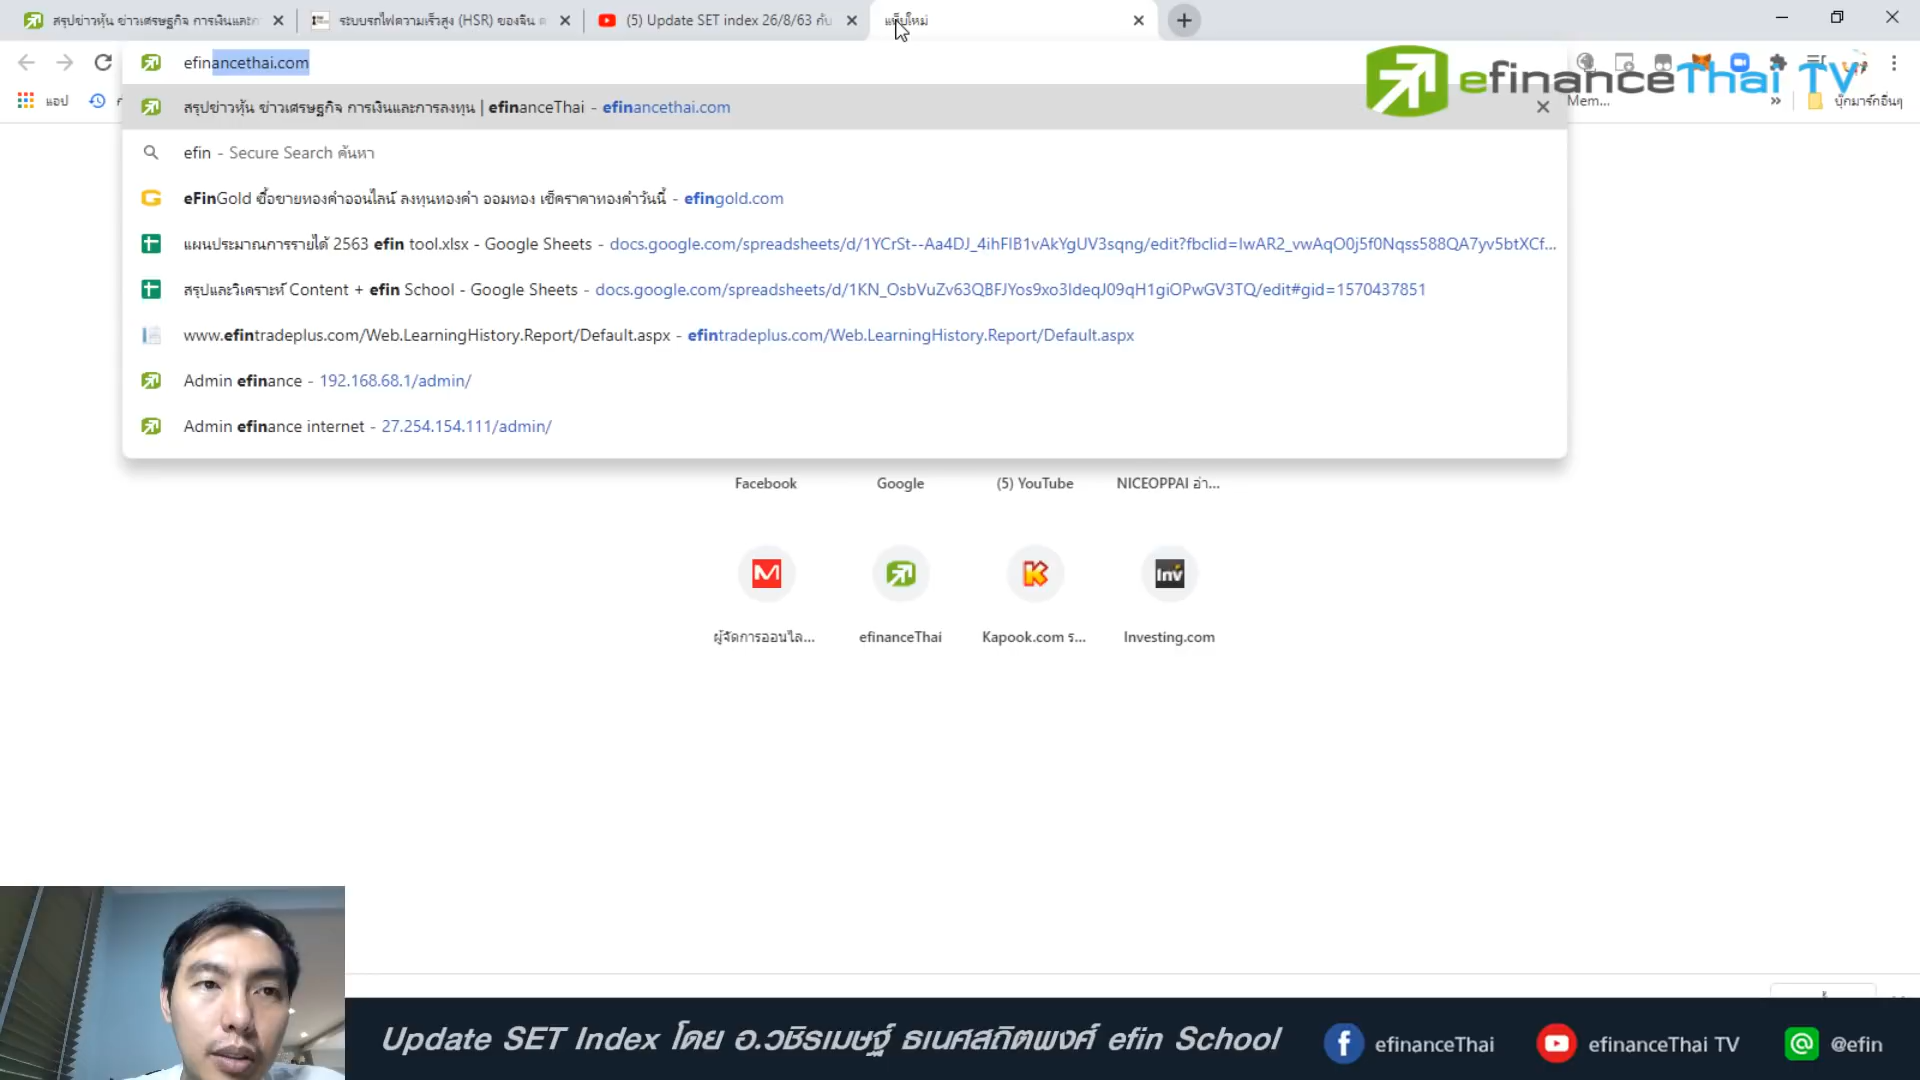 สรุปข่าวหุ้น ข่าวเศรษฐกิจ การเงินและกา
ระบบรถไฟความเร็วสูง (HSR) ของจีน ต
(5) Update SET index 26/8/63 กับ
แท็บใหม่
efinancethai.com
efinanceThai TV
แอป
Mem...
»
บุ๊กมาร์กอื่นๆ
สรุปข่าวหุ้น ข่าวเศรษฐกิจ การเงินและการลงทุน | efinanceThai - efinancethai.com
efin - Secure Search ค้นหา
eFinGold ซื้อขายทองคำออนไลน์ ลงทุนทองคำ ออมทอง เช็คราคาทองคำวันนี้ - efingold.com
แผนประมาณการรายได้ 2563 efin tool.xlsx - Google Sheets - docs.google.com/spreadsheets/d/1YCrSt--Aa4DJ_4ihFIB1vAkYgUV3sqng/edit?fbclid=IwAR2_vwAqO0j5f0Nqss588QA7yv5btXCf...
สรุปและวิเคราะห์ Content + efin School - Google Sheets - docs.google.com/spreadsheets/d/1KN_OsbVuZv63QBFJYos9xo3IdeqJ09qH1giOPwGV3TQ/edit#gid=1570437851
www.efintradeplus.com/Web.LearningHistory.Report/Default.aspx - efintradeplus.com/Web.LearningHistory.Report/Default.aspx
Admin efinance - 192.168.68.1/admin/
Admin efinance internet - 27.254.154.111/admin/
Facebook
Google
(5) YouTube
NICEOPPAI อ่า...
ผู้จัดการออนไล...
efinanceThai
Kapook.com ร...
Investing.com
Update SET Index โดย อ.วชิรเมษฐ์ ธเนศสถิตพงศ์ efin School
efinanceThai
efinanceThai TV
@efin